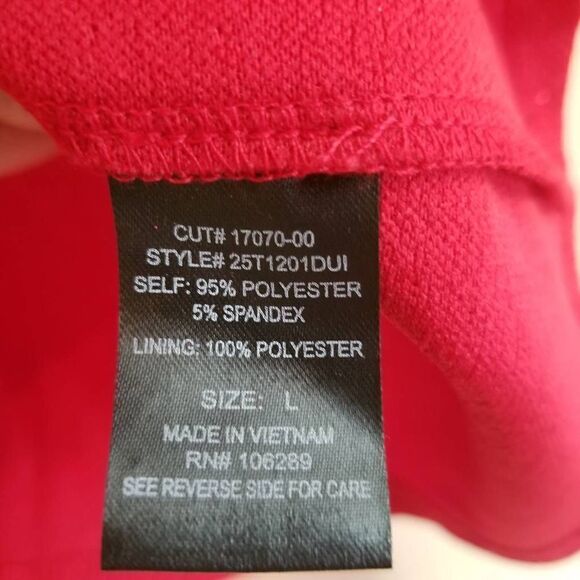 CUT# 17070-00
STYLE# 25T1201DUI
SELF: 95% POLYESTER
5% SPANDEX
LINING: 100% POLYESTER
SIZE: L
MADE IN VIETNAM
RN# 106289
SEE REVERSE SIDE FOR CARE